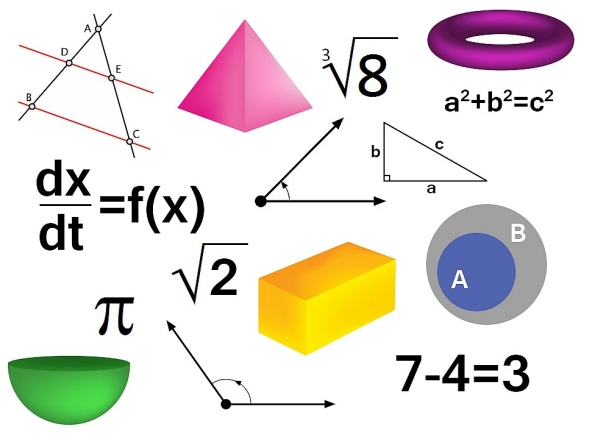 A
D
E
B
C
∛8
a²+b²=c²
b
c
a
dx/dt=f(x)
√2
B
A
π
7-4=3